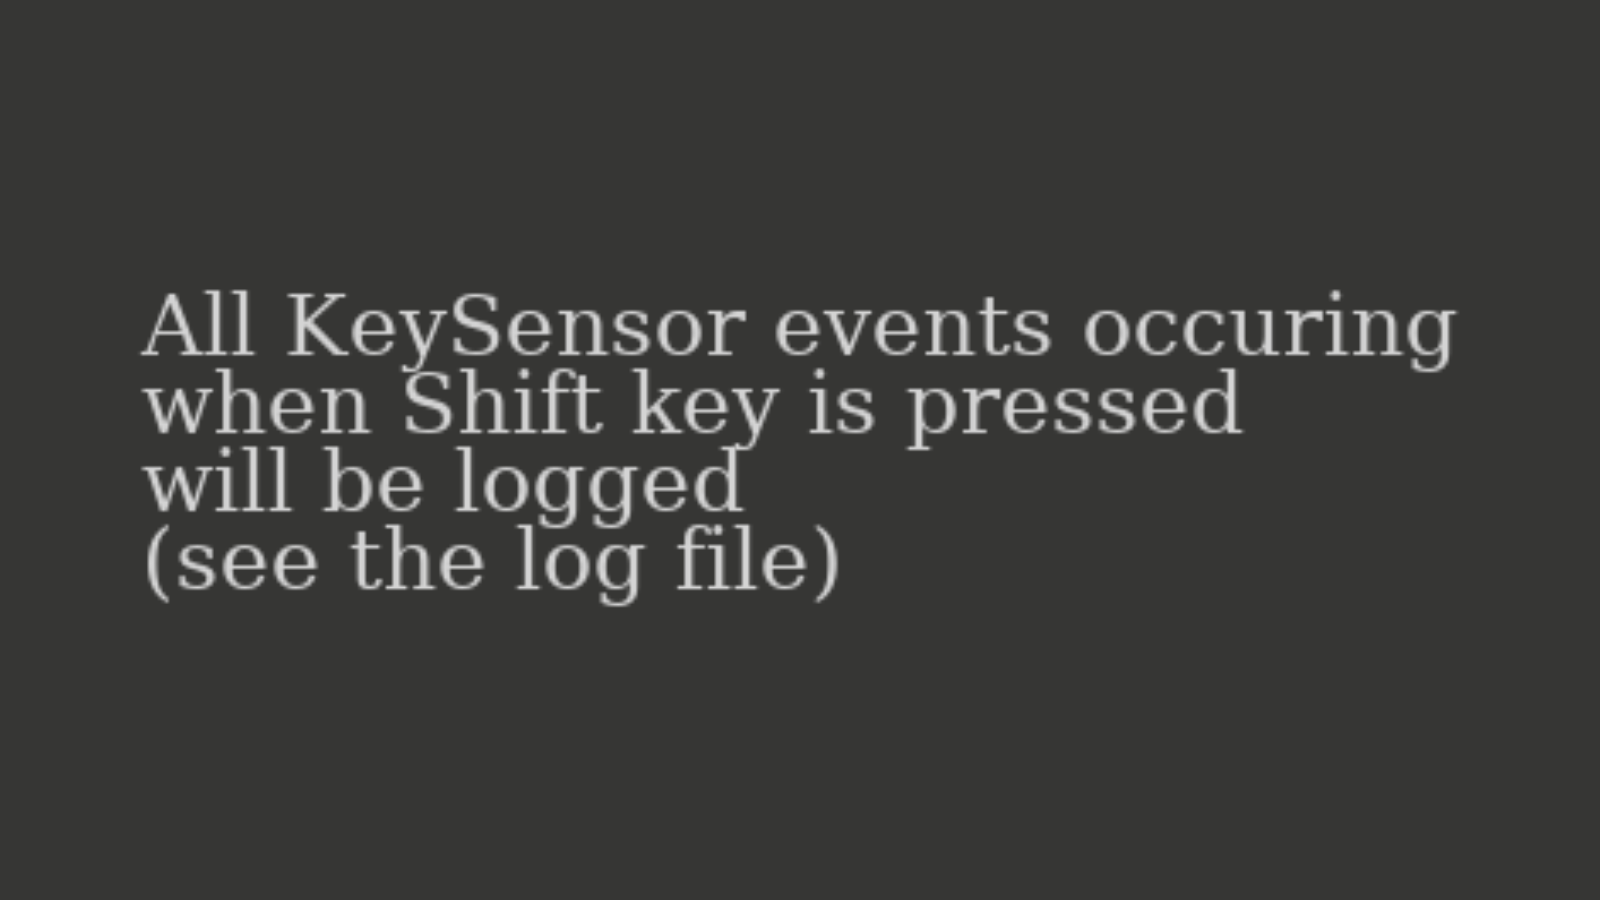 All KeySensor events occuring
when Shift key is pressed
will be logged
(see the log file)